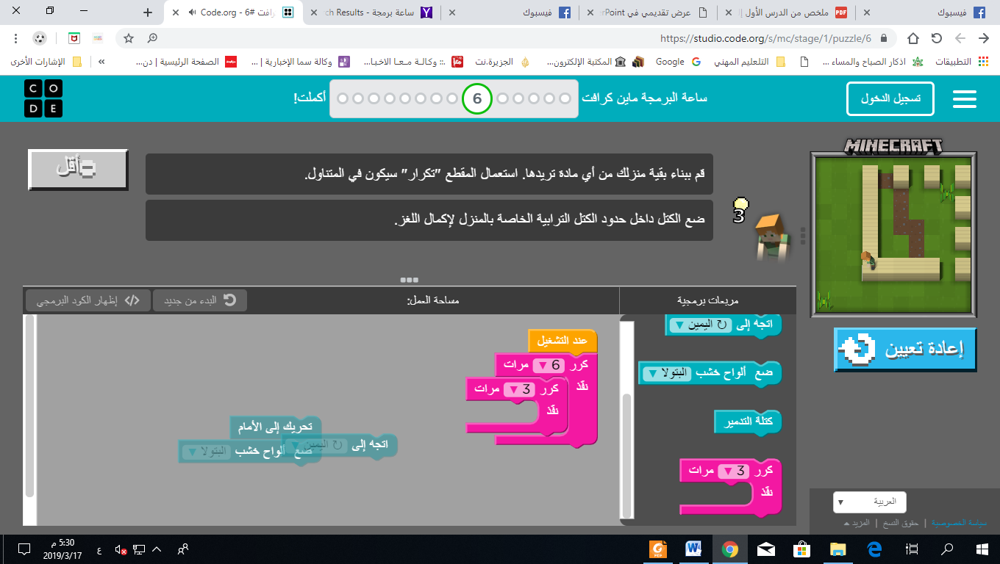 فيسبوك
ملخص من الدرس الأول إل
عرض تقديمي في erPoint
فيسبوك
ساعة برمجة - rch Results
Code.org - #6 رافت
https://studio.code.org/s/mc/stage/1/puzzle/6
التطبيقات
اذكار الصباح والمساء ...
التلعليم المهني
Google
المكتبة الإلكترون...
الجزيرة.نت
::. وكـالـة مـعـا الاخبـا...
وكالة سما الإخبارية | ...
الصفحة الرئيسية | دن...
»
الإشارات الأخرى
تسجيل الدخول
ساعة البرمجة ماين كرافت
6
أكملت!
C O
D E
MINECRAFT
قم ببناء بقية منزلك من أي مادة تريدها. استعمال المقطع "تكرار" سيكون في المتناول.
أقل
ضع الكتل داخل حدود الكتل الترابية الخاصة بالمنزل لإكمال اللغز.
3
مربعات برمجية
مساحة العمل:
البدء من جديد
إظهار الكود البرمجي
اتجه إلى اليمين
ضع ألواح خشب البتولا
كتلة التدمير
كرر 3 مرات
نفّذ
عند التشغيل
كرر 6 مرات
نفّذ
كرر 3 مرات
نفّذ
تحريك إلى الأمام
اتجه إلى اليمين
ضع ألواح خشب البتولا
إعادة تعيين
العربية
سياسة الخصوصية | حقوق النسخ | المزيد
5:30 م
2019/3/17
ع